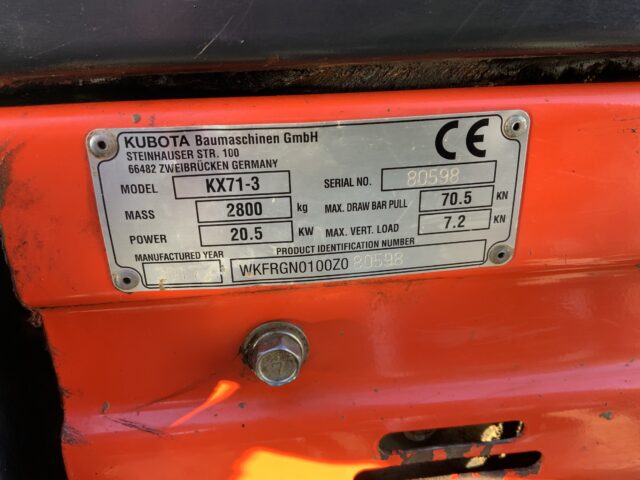 KUBOTA Baumaschinen GmbH
STEINHAUSER STR. 100
66482 ZWEIBRÜCKEN GERMANY
CE
MODEL KX71-3 SERIAL NO. 80598
MASS 2800 kg MAX. DRAW BAR PULL 70.5 KN
POWER 20.5 KW MAX. VERT. LOAD 7.2 KN
MANUFACTURED YEAR PRODUCT IDENTIFICATION NUMBER
WKFRGN0100Z080598